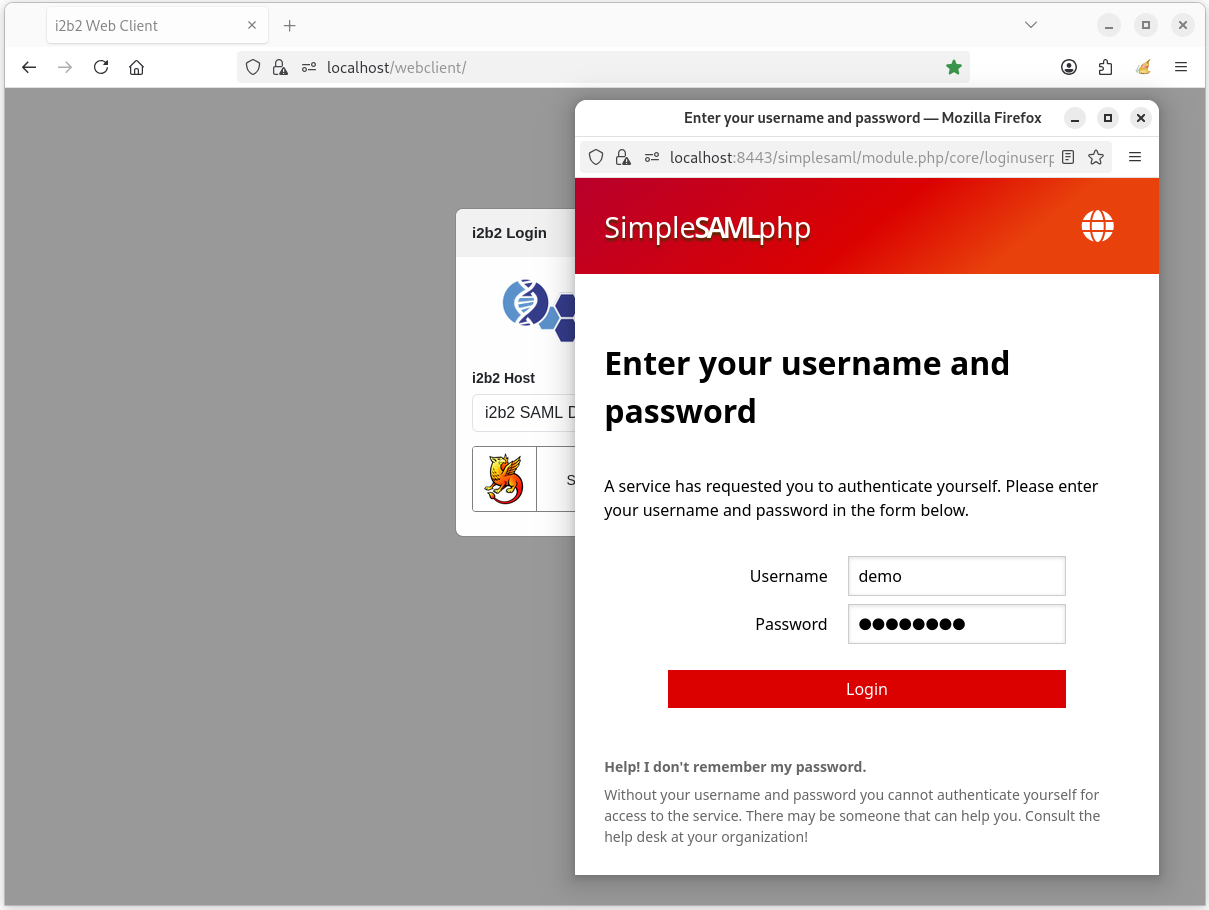 i2b2 Web Client
localhost/webclient/
Enter your username and password — Mozilla Firefox
localhost:8443/simplesaml/module.php/core/loginuserp
SimpleSAMLphp
i2b2 Login
i2b2 Host
i2b2 SAML D
S
Enter your username and
password
A service has requested you to authenticate yourself. Please enter
your username and password in the form below.
Username demo
Password ●●●●●●●●
Login
Help! I don't remember my password.
Without your username and password you cannot authenticate yourself for
access to the service. There may be someone that can help you. Consult the
help desk at your organization!